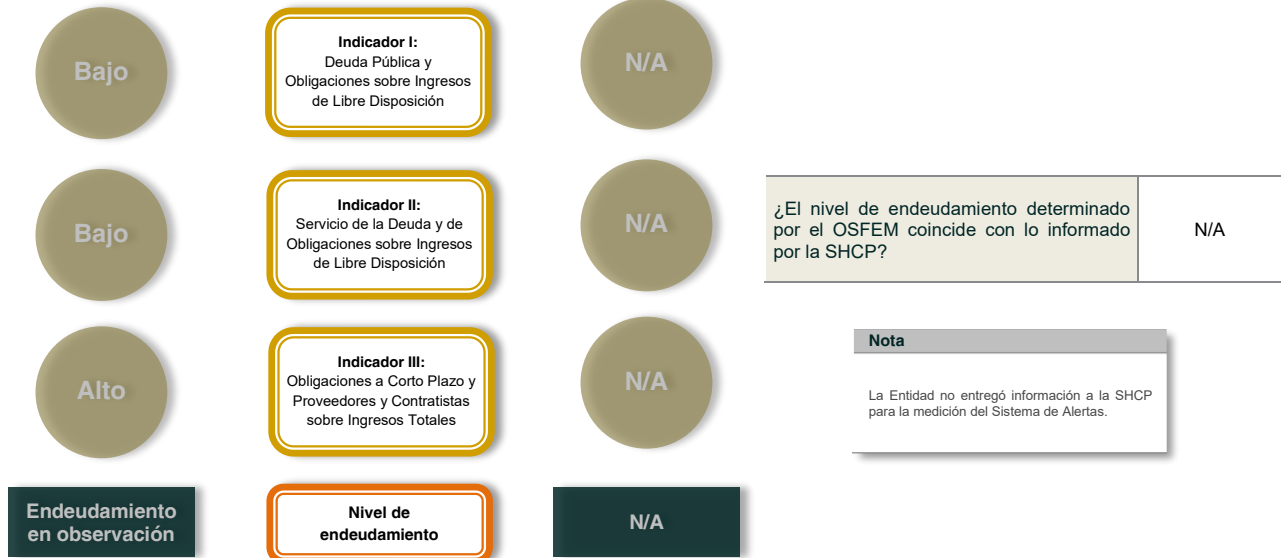 Bajo
Indicador I:
Deuda Pública y
Obligaciones sobre Ingresos
de Libre Disposición
N/A
Bajo
Indicador II:
Servicio de la Deuda y de
Obligaciones sobre Ingresos
de Libre Disposición
N/A
¿El nivel de endeudamiento determinado
por el OSFEM coincide con lo informado
por la SHCP?
N/A
Alto
Indicador III:
Obligaciones a Corto Plazo y
Proveedores y Contratistas
sobre Ingresos Totales
N/A
Nota
La Entidad no entregó información a la SHCP
para la medición del Sistema de Alertas.
Endeudamiento
en observación
Nivel de
endeudamiento
N/A